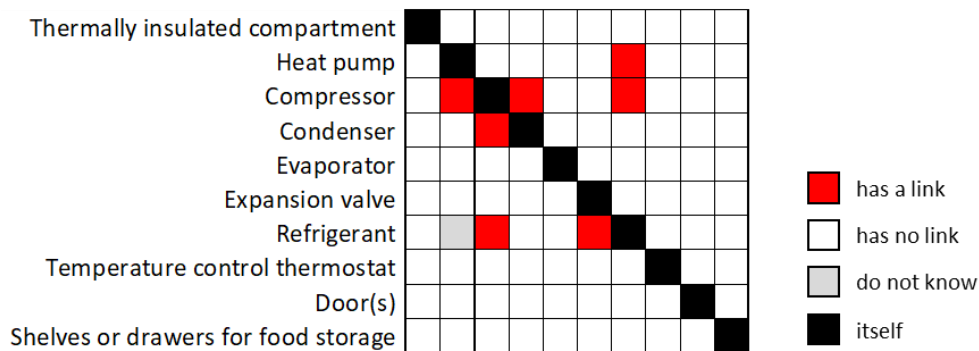 Thermally insulated compartment
Heat pump
Compressor
Condenser
Evaporator
Expansion valve
Refrigerant
Temperature control thermostat
Door(s)
Shelves or drawers for food storage
has a link
has no link
do not know
itself